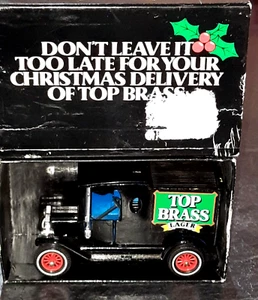 DON'T LEAVE IT
TOO LATE FOR YOUR
CHRISTMAS DELIVERY
OF TOP BRASS
TOP
BRASS
LAGER